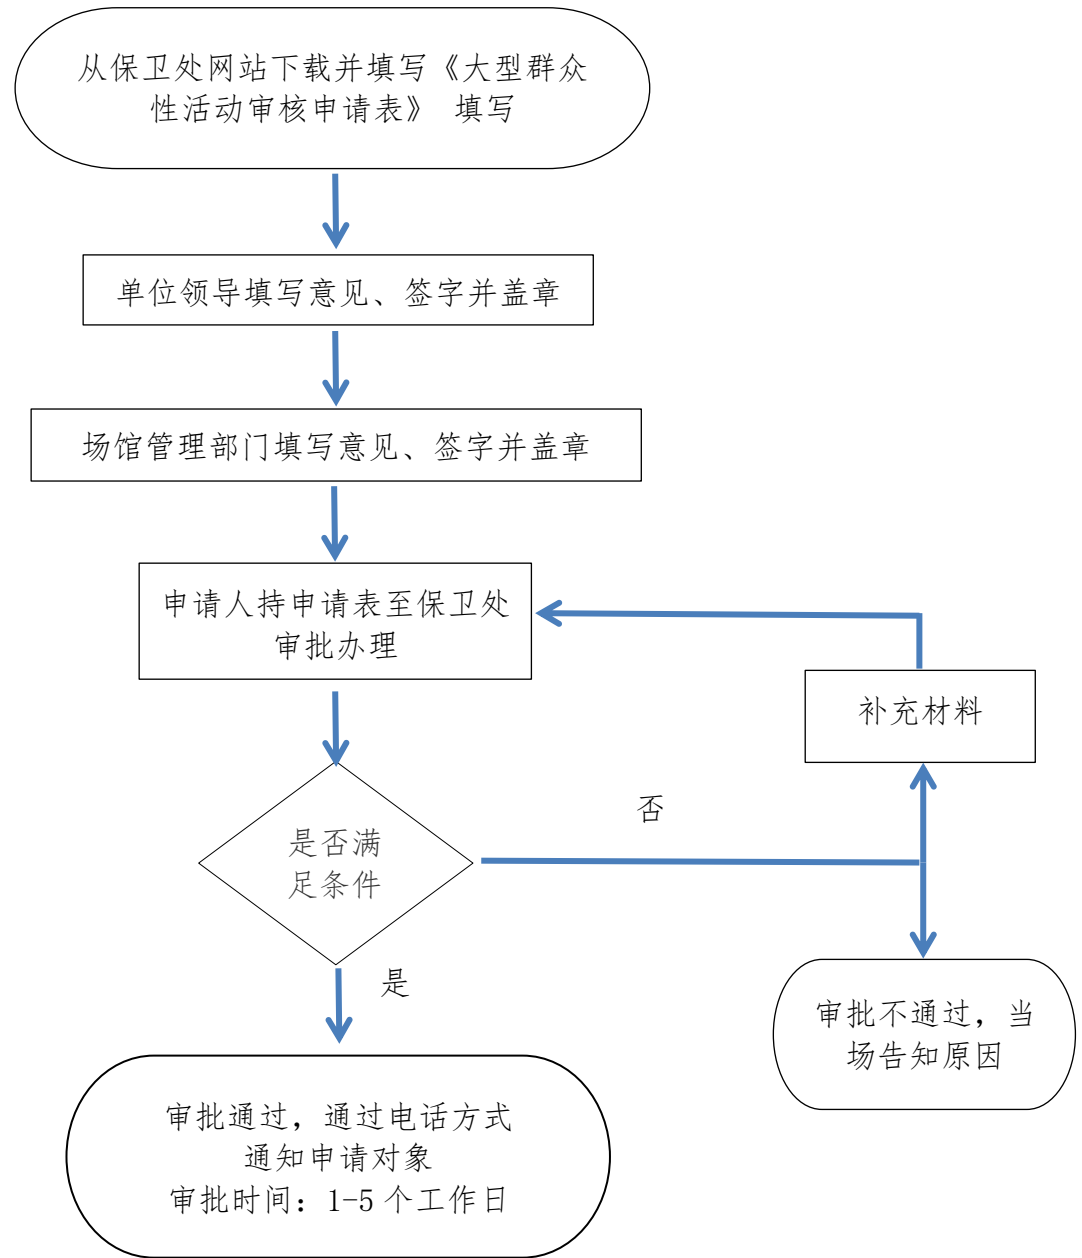 从保卫处网站下载并填写《大型群众
性活动审核申请表》 填写
单位领导填写意见、签字并盖章
场馆管理部门填写意见、签字并盖章
申请人持申请表至保卫处
审批办理
补充材料
否
是否满
足条件
是
审批不通过，当
场告知原因
审批通过，通过电话方式
通知申请对象
审批时间：1-5 个工作日